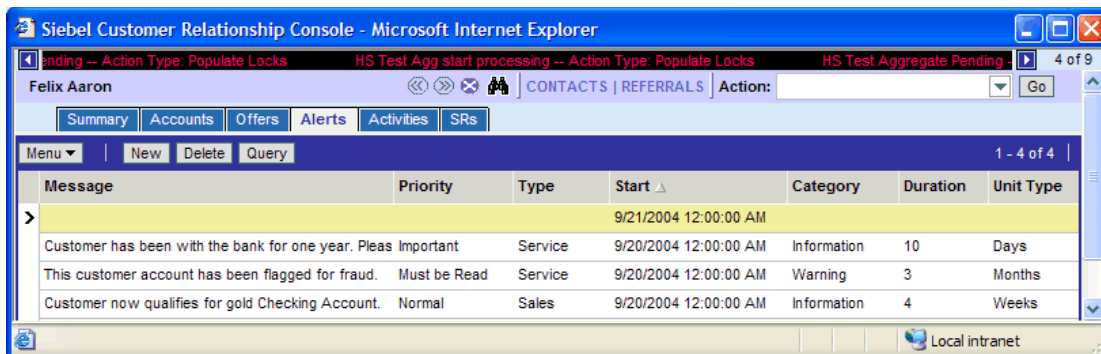 Siebel Customer Relationship Console - Microsoft Internet Explorer
ending -- Action Type: Populate Locks HS Test Agg start processing -- Action Type: Populate Locks HS Test Aggregate Pending - 4 of 9
Felix Aaron CONTACTS | REFERRALS Action: Go
Summary Accounts Offers Alerts Activities SRs
Menu New Delete Query 1 - 4 of 4
Message Priority Type Start Category Duration Unit Type
9/21/2004 12:00:00 AM
Customer has been with the bank for one year. Pleas Important Service 9/20/2004 12:00:00 AM Information 10 Days
This customer account has been flagged for fraud. Must be Read Service 9/20/2004 12:00:00 AM Warning 3 Months
Customer now qualifies for gold Checking Account. Normal Sales 9/20/2004 12:00:00 AM Information 4 Weeks
Local intranet